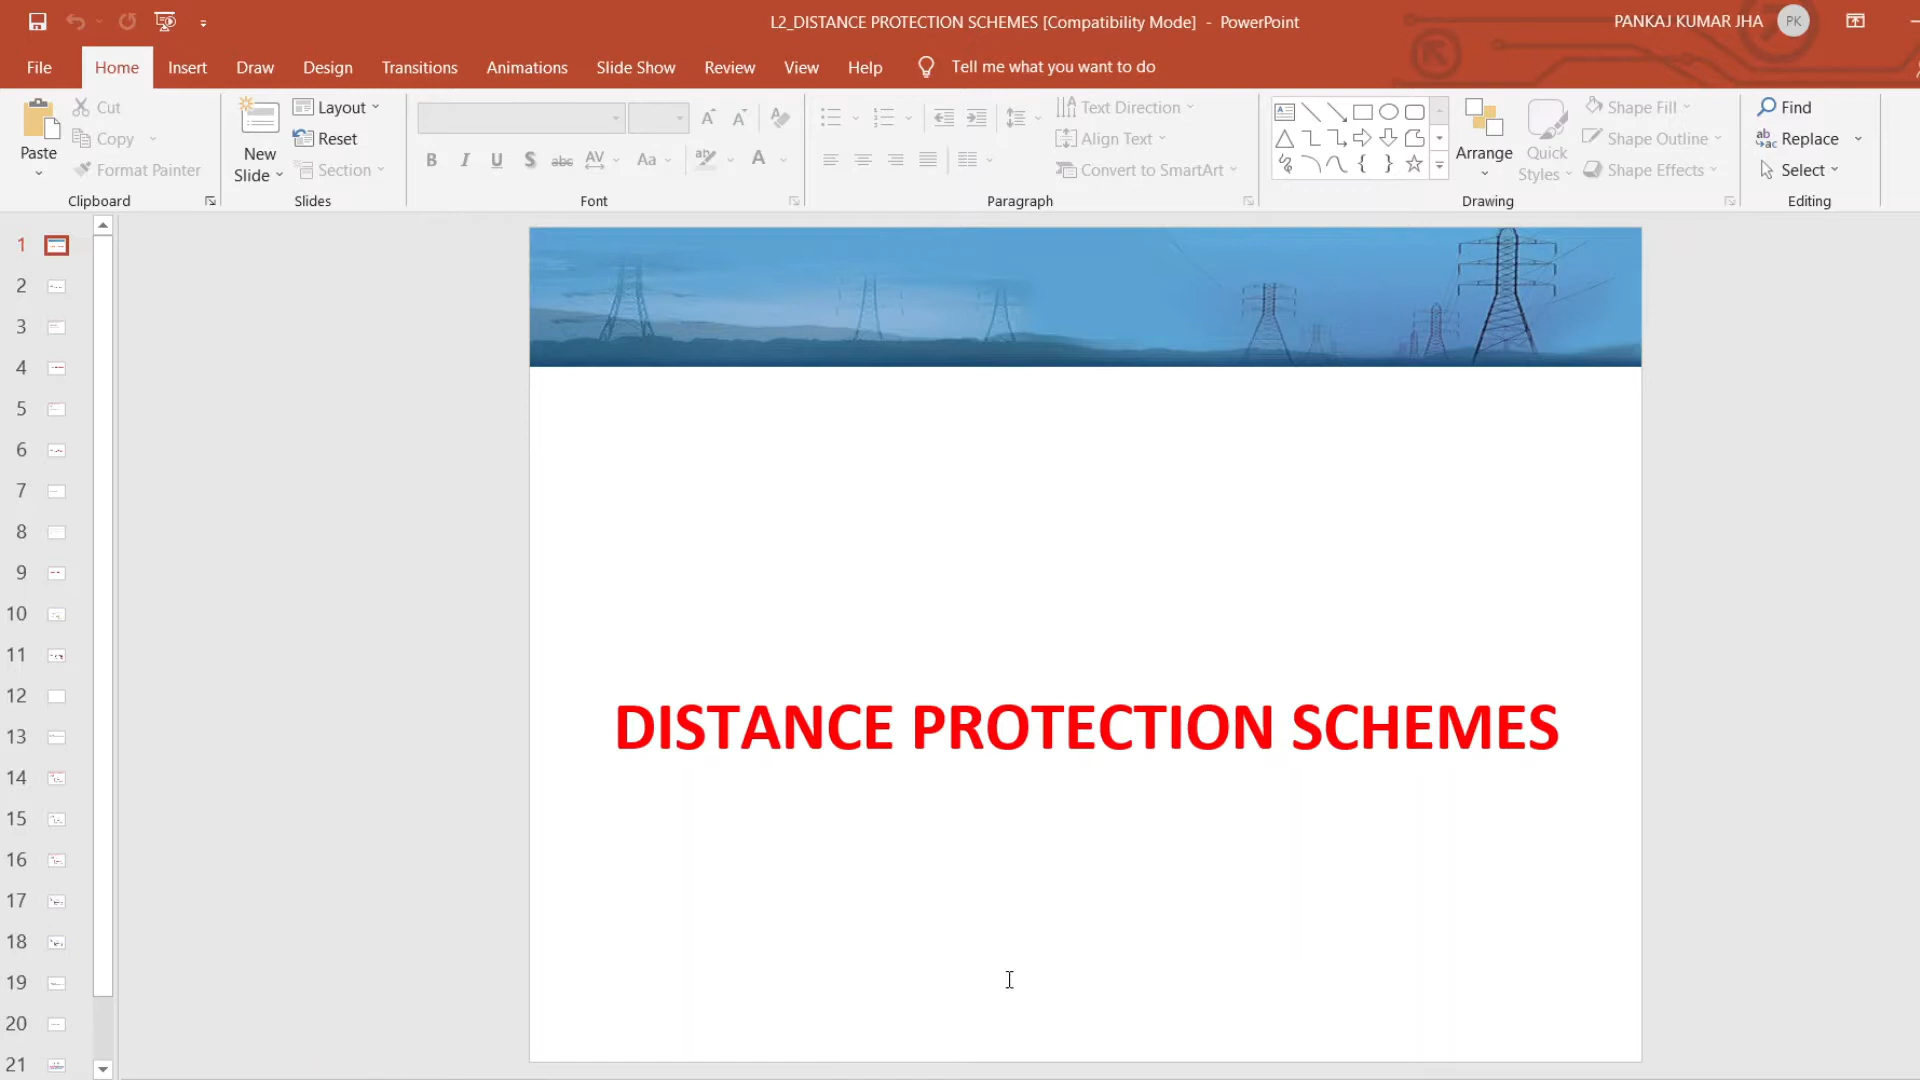 L2_DISTANCE PROTECTION SCHEMES [Compatibility Mode] - PowerPoint
PANKAJ KUMAR JHA PK
File Home Insert Draw Design Transitions Animations Slide Show Review View Help Tell me what you want to do
Paste
Cut
Copy
Format Painter
Clipboard
New Slide
Layout
Reset
Section
Slides
B I U S abc AV Aa A
Font
Text Direction
Align Text
Convert to SmartArt
Paragraph
Arrange
Quick Styles
Shape Fill
Shape Outline
Shape Effects
Drawing
Find
Replace
Select
Editing
1
2
3
4
5
6
7
8
9
10
11
12
13
14
15
16
17
18
19
20
21
DISTANCE PROTECTION SCHEMES